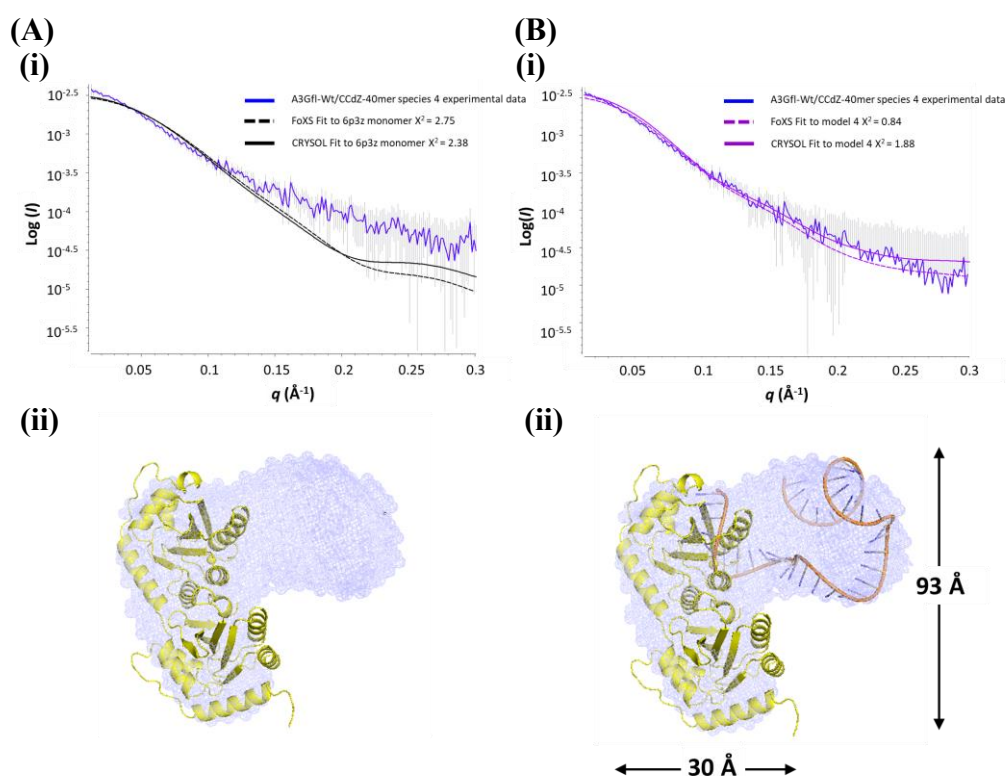 (A)
(i)
10-2.5
10-3
10-3.5
10-4
10-4.5
10-5
10-5.5
Log (I)
A3Gfl-Wt/CCdZ-40mer species 4 experimental data
FoXS Fit to 6p3z monomer X2 = 2.75
CRYSOL Fit to 6p3z monomer X2 = 2.38
0.05 0.1 0.15 0.2 0.25 0.3
q (Å-1)
(B)
(i)
10-2.5
10-3
10-3.5
10-4
10-4.5
10-5
10-5.5
Log(I)
A3Gfl-Wt/CCdZ-40mer species 4 experimental data
FoXS Fit to model 4 X2 = 0.84
CRYSOL Fit to model 4 X2 = 1.88
0.05 0.1 0.15 0.2 0.25 0.3
q (Å-1)
(ii)
(ii)
93 Å
30 Å